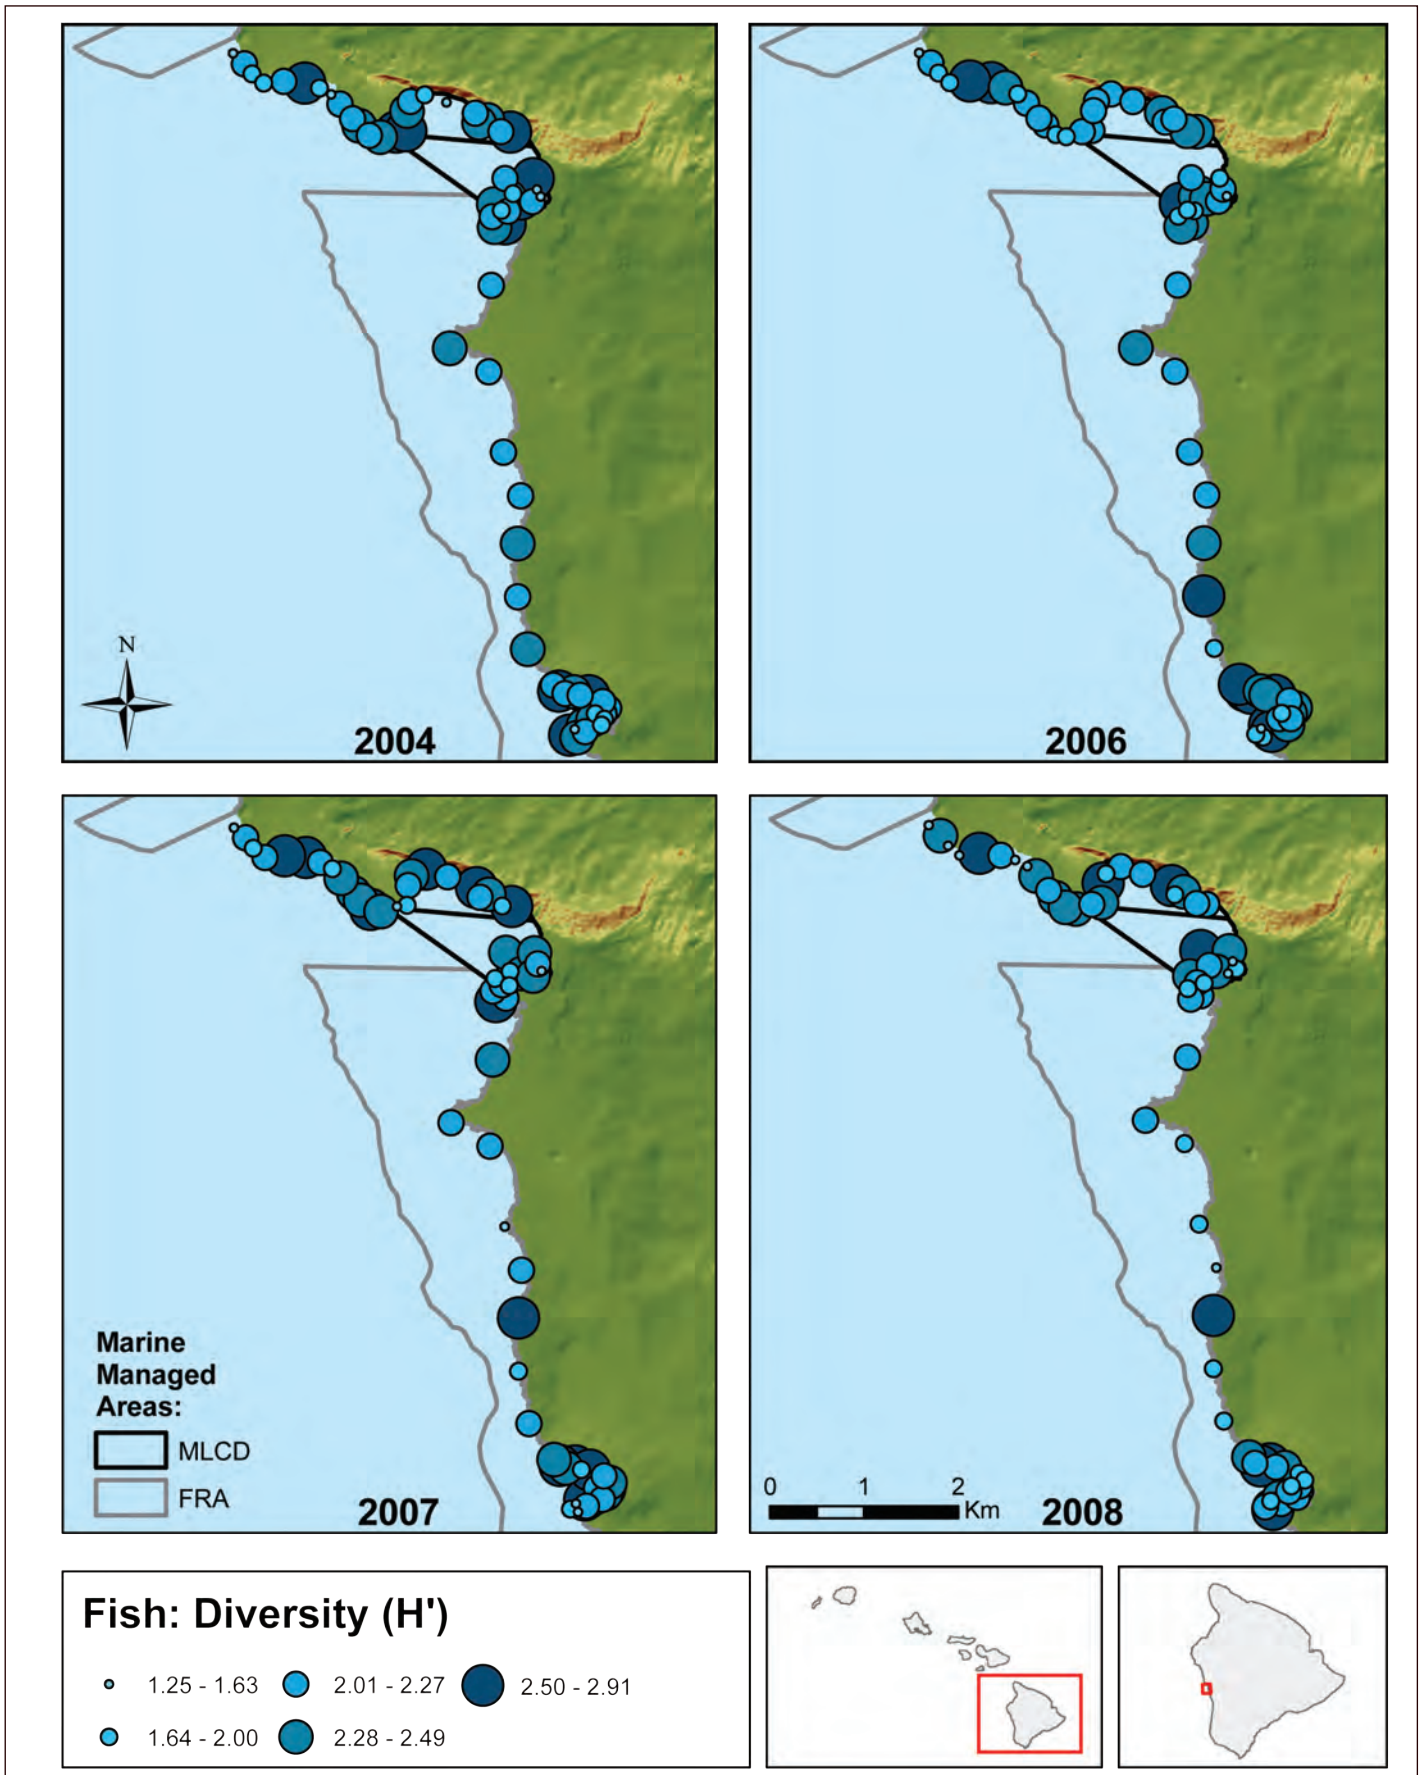 N
2004
2006
Marine
Managed
Areas:
MLCD
FRA
2007
0 1 2
Km
2008
Fish: Diversity (H')
1.25 - 1.63
2.01 - 2.27
2.50 - 2.91
1.64 - 2.00
2.28 - 2.49